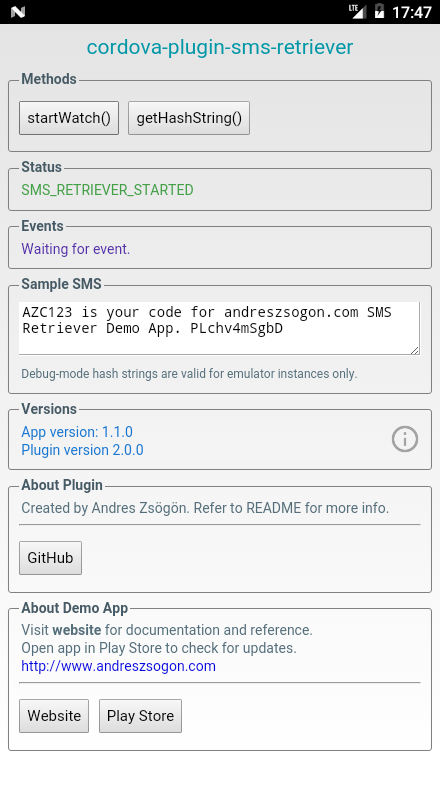 LTE 17:47
cordova-plugin-sms-retriever
Methods
startWatch() getHashString()
Status
SMS_RETRIEVER_STARTED
Events
Waiting for event.
Sample SMS
AZC123 is your code for andreszsogon.com SMS
Retriever Demo App. PLchv4mSgbD
Debug-mode hash strings are valid for emulator instances only.
Versions
App version: 1.1.0
Plugin version 2.0.0
About Plugin
Created by Andres Zsögön. Refer to README for more info.
GitHub
About Demo App
Visit website for documentation and reference.
Open app in Play Store to check for updates.
http://www.andreszsogon.com
Website Play Store